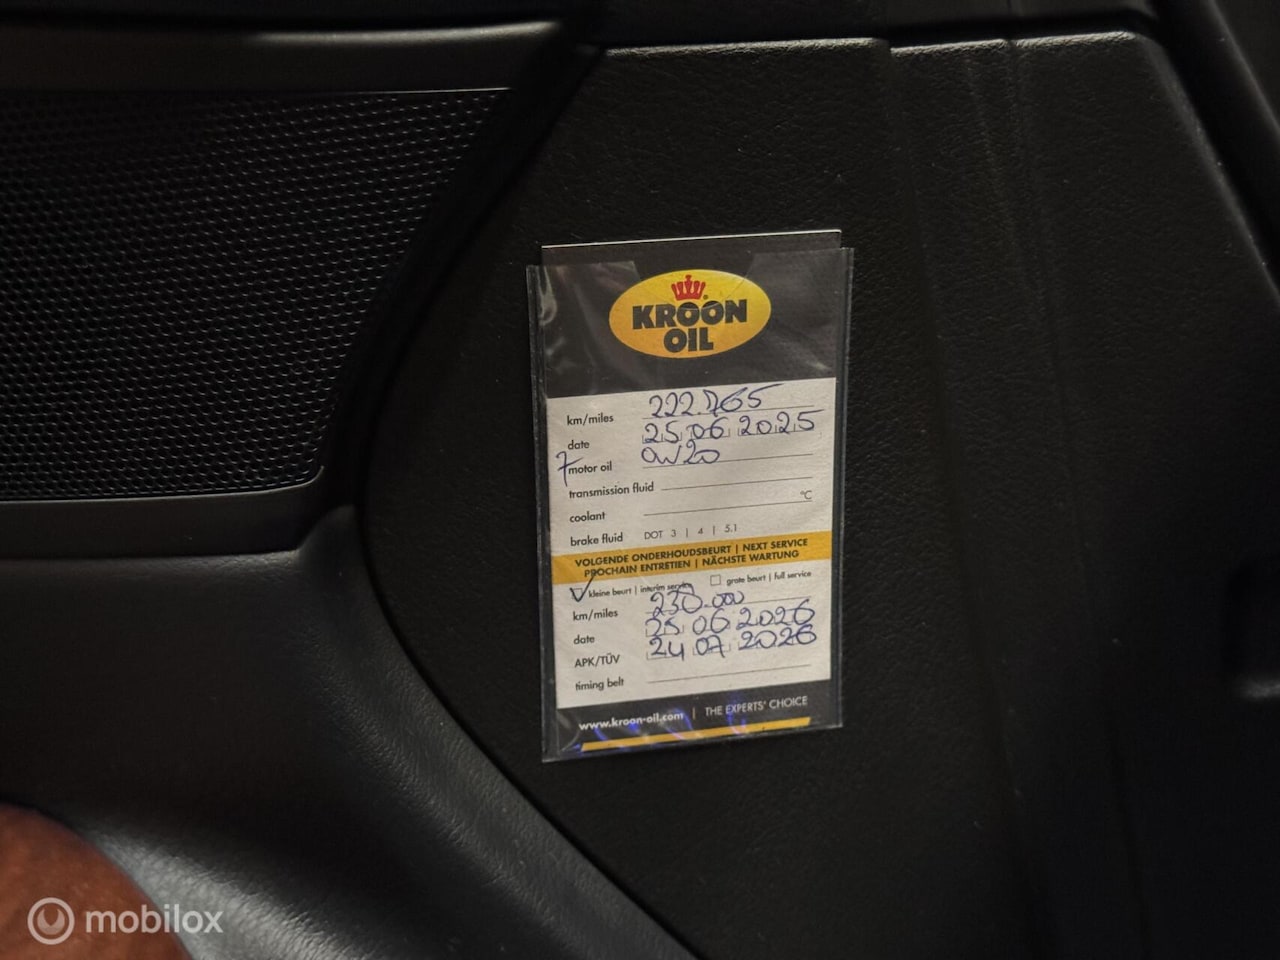 KROON
OIL
km/miles 222.765
date 25 06 2025
7 motor oil 0W20
transmission fluid
coolant °C
brake fluid DOT 3 | 4 | 5.1
VOLGENDE ONDERHOUDSBEURT | NEXT SERVICE
PROCHAIN ENTRETIEN | NÄCHSTE WARTUNG
kleine beurt | interim service grote beurt | full service
km/miles 230.000
date 25 06 2026
APK/TÜV 24 07 2026
timing belt
www.kroon-oil.com | THE EXPERTS' CHOICE
mobilox